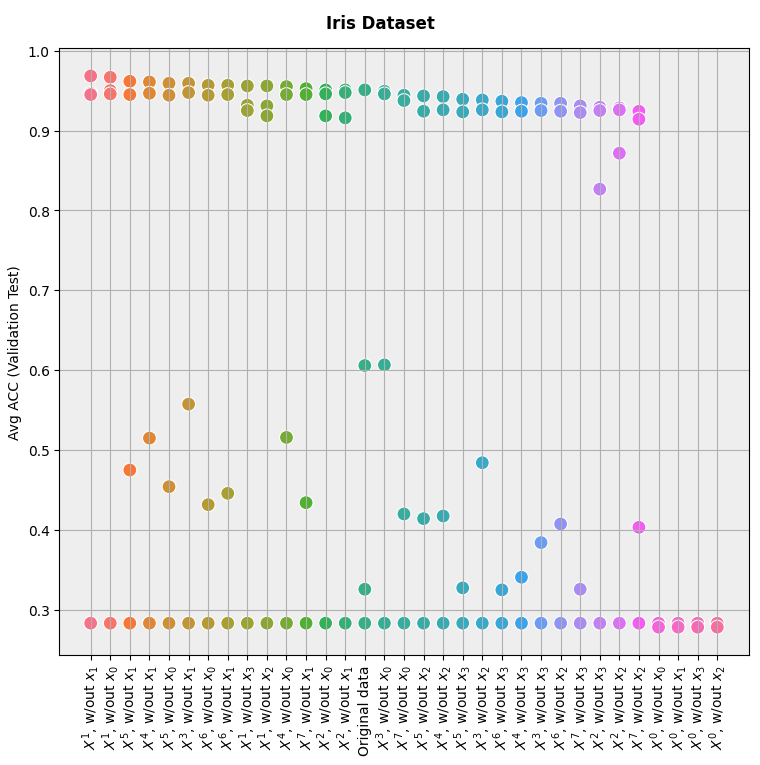 Iris Dataset
Avg ACC (Validation Test)
1.0
0.9
0.8
0.7
0.6
0.5
0.4
0.3
X¹, w/out x₁
X¹, w/out x₀
X⁵, w/out x₁
X⁴, w/out x₁
X⁵, w/out x₀
X³, w/out x₁
X⁶, w/out x₀
X⁶, w/out x₁
X¹, w/out x₃
X¹, w/out x₂
X⁴, w/out x₀
X⁷, w/out x₁
X², w/out x₀
X², w/out x₁
Original data
X³, w/out x₀
X⁷, w/out x₀
X⁵, w/out x₂
X⁴, w/out x₂
X⁵, w/out x₃
X³, w/out x₂
X⁶, w/out x₃
X⁴, w/out x₃
X³, w/out x₃
X⁶, w/out x₂
X⁷, w/out x₃
X², w/out x₃
X², w/out x₂
X⁷, w/out x₂
X⁰, w/out x₀
X⁰, w/out x₁
X⁰, w/out x₃
X⁰, w/out x₂